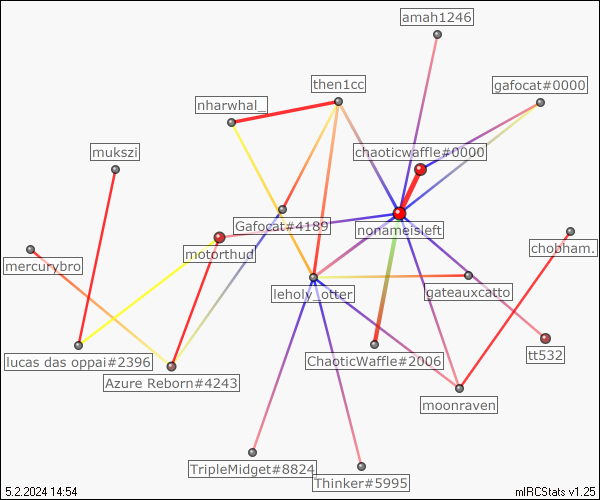 amah1246
then1cc
gafocat#0000
nharwhal_
mukszi
chaoticwaffle#0000
Gafocat#4189
nonameisleft
motorthud
chobham.
mercurybro
leholy_otter
gateauxcatto
lucas das oppai#2396
ChaoticWaffle#2006
tt532
Azure Reborn#4243
moonraven
TripleMidget#8824
Thinker#5995
5.2.2024 14:54
mIRCStats v1.25